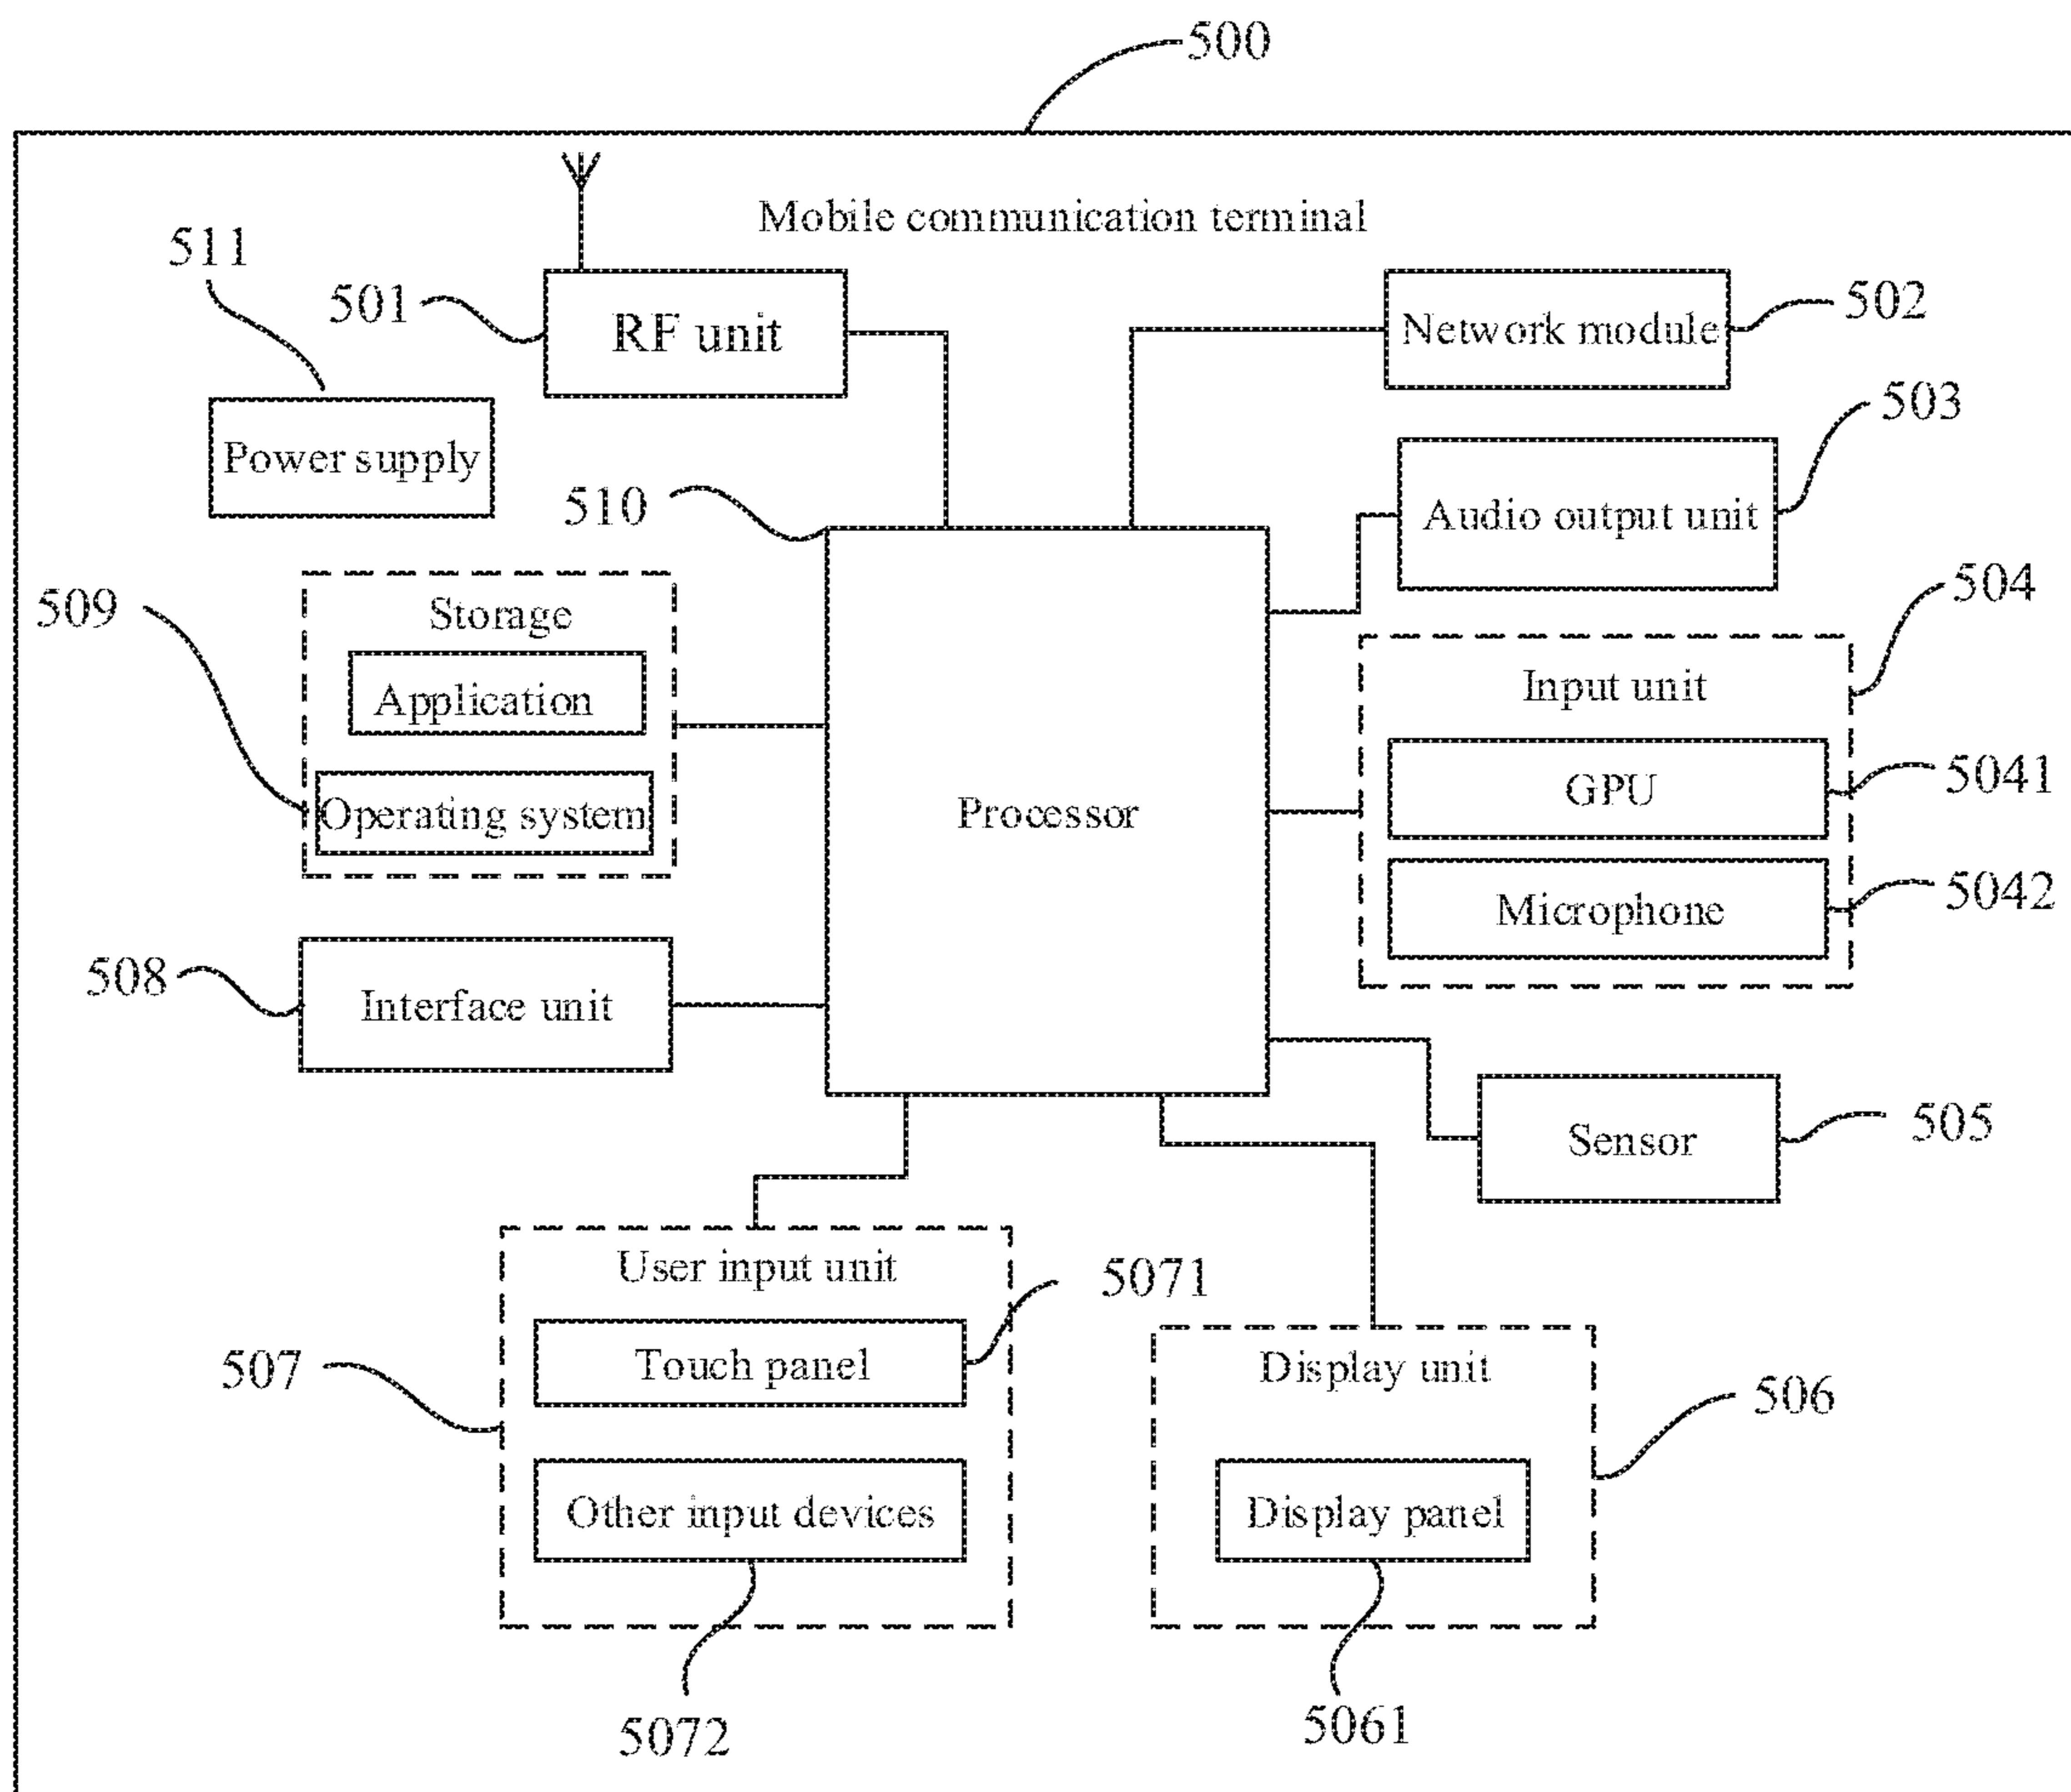 500
Mobile communication terminal
511
501
RF unit
Network module
502
Power supply
503
510
Audio output unit
509
Storage
504
Application
Input unit
Operating system
Processor
GPU
5041
Microphone
5042
508
Interface unit
Sensor
505
User input unit
5071
507
Touch panel
Display unit
506
Other input devices
Display panel
5072
5061